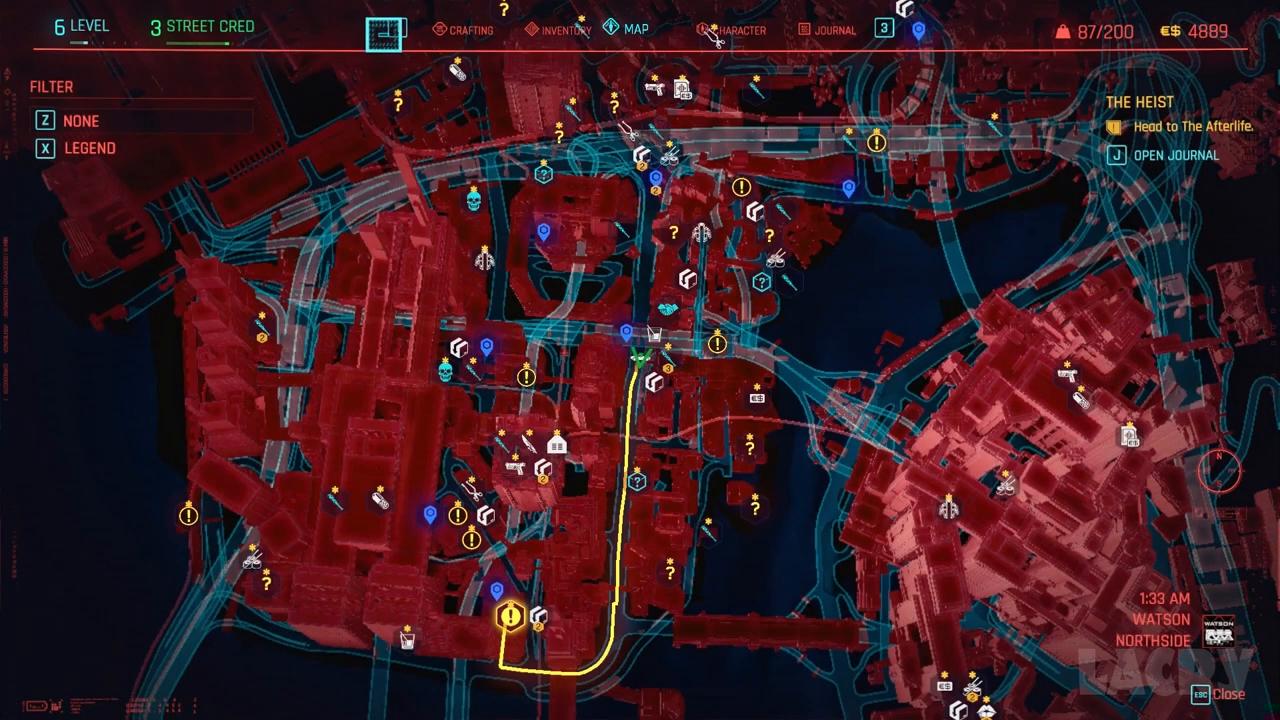 6 LEVEL
3 STREET CRED
CRAFTING
INVENTORY
MAP
CHARACTER
JOURNAL
3
87/200
€$ 4889
FILTER
Z NONE
X LEGEND
THE HEIST
Head to The Afterlife.
J OPEN JOURNAL
N
1:33 AM
WATSON
NORTHSIDE
WATSON
LACRY
ESC Close